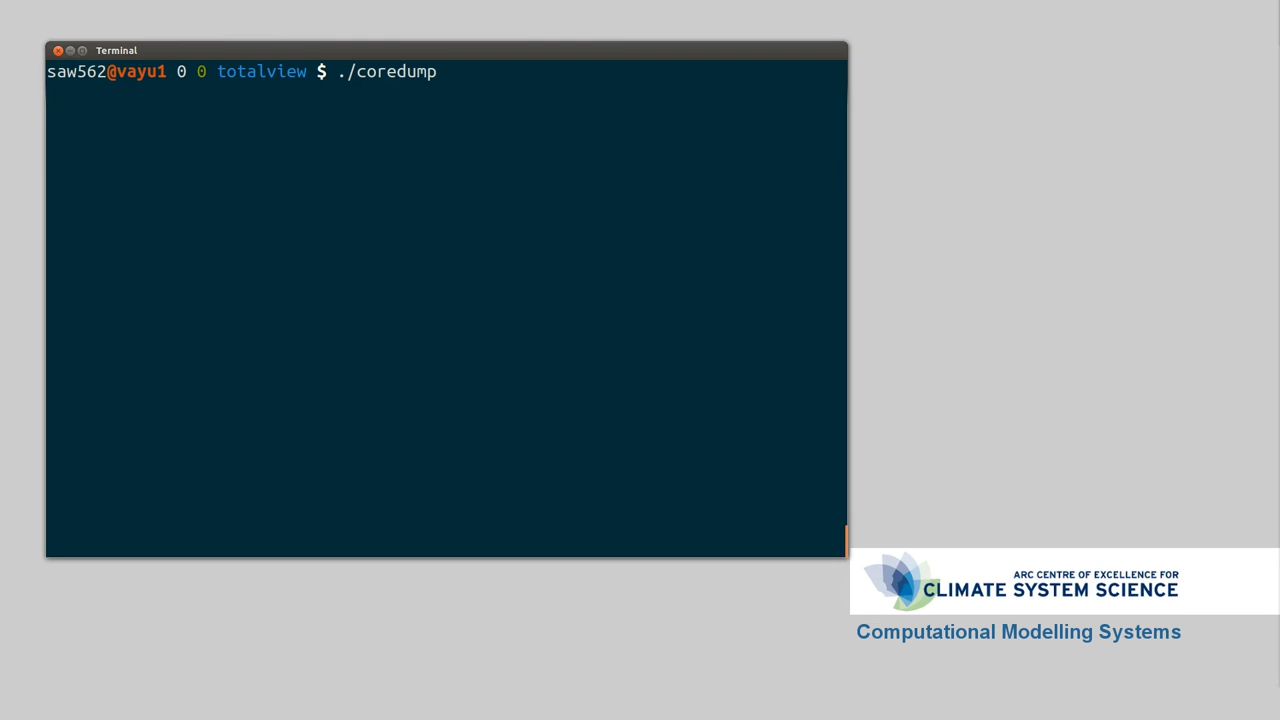 Terminal
saw562@vayu1 0 0 totalview $ ./coredump
ARC CENTRE OF EXCELLENCE FOR
CLIMATE SYSTEM SCIENCE
Computational Modelling Systems